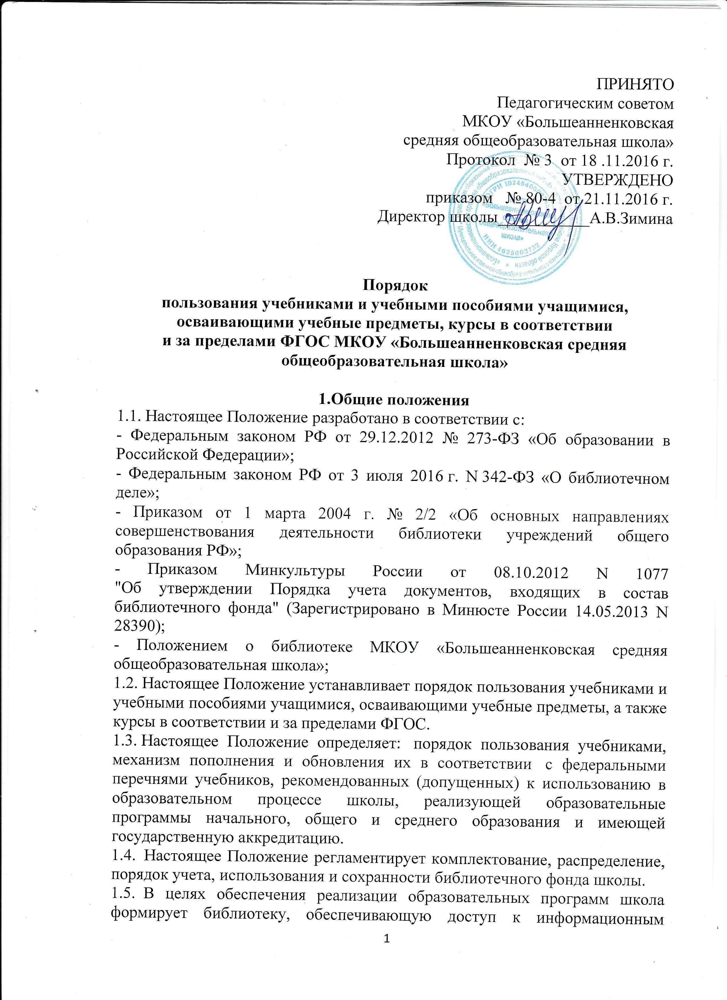 ПРИНЯТО
Педагогическим советом
МКОУ «Большеанненковская
средняя общеобразовательная школа»
Протокол № 3 от 18 .11.2016 г.
УТВЕРЖДЕНО
приказом № 80-4 от 21.11.2016 г.
Директор школы ___________А.В.Зимина
«Большеанненковская
средняя
общеобразовательная
школа»
ИНН 4625003732
Порядок
пользования учебниками и учебными пособиями учащимися,
осваивающими учебные предметы, курсы в соответствии
и за пределами ФГОС МКОУ «Большеанненковская средняя
общеобразовательная школа»
1.Общие положения
1.1. Настоящее Положение разработано в соответствии с:
- Федеральным законом РФ от 29.12.2012 № 273-ФЗ «Об образовании в
Российской Федерации»;
- Федеральным законом РФ от 3 июля 2016 г. N 342-ФЗ «О библиотечном
деле»;
- Приказом от 1 марта 2004 г. № 2/2 «Об основных направлениях
совершенствования деятельности библиотеки учреждений общего
образования РФ»;
- Приказом Минкультуры России от 08.10.2012 N 1077
"Об утверждении Порядка учета документов, входящих в состав
библиотечного фонда" (Зарегистрировано в Минюсте России 14.05.2013 N
28390);
- Положением о библиотеке МКОУ «Большеанненковская средняя
общеобразовательная школа»;
1.2. Настоящее Положение устанавливает порядок пользования учебниками и
учебными пособиями учащимися, осваивающими учебные предметы, а также
курсы в соответствии и за пределами ФГОС.
1.3. Настоящее Положение определяет: порядок пользования учебниками,
механизм пополнения и обновления их в соответствии с федеральными
перечнями учебников, рекомендованных (допущенных) к использованию в
образовательном процессе школы, реализующей образовательные
программы начального, общего и среднего образования и имеющей
государственную аккредитацию.
1.4. Настоящее Положение регламентирует комплектование, распределение,
порядок учета, использования и сохранности библиотечного фонда школы.
1.5. В целях обеспечения реализации образовательных программ школа
формирует библиотеку, обеспечивающую доступ к информационным
1